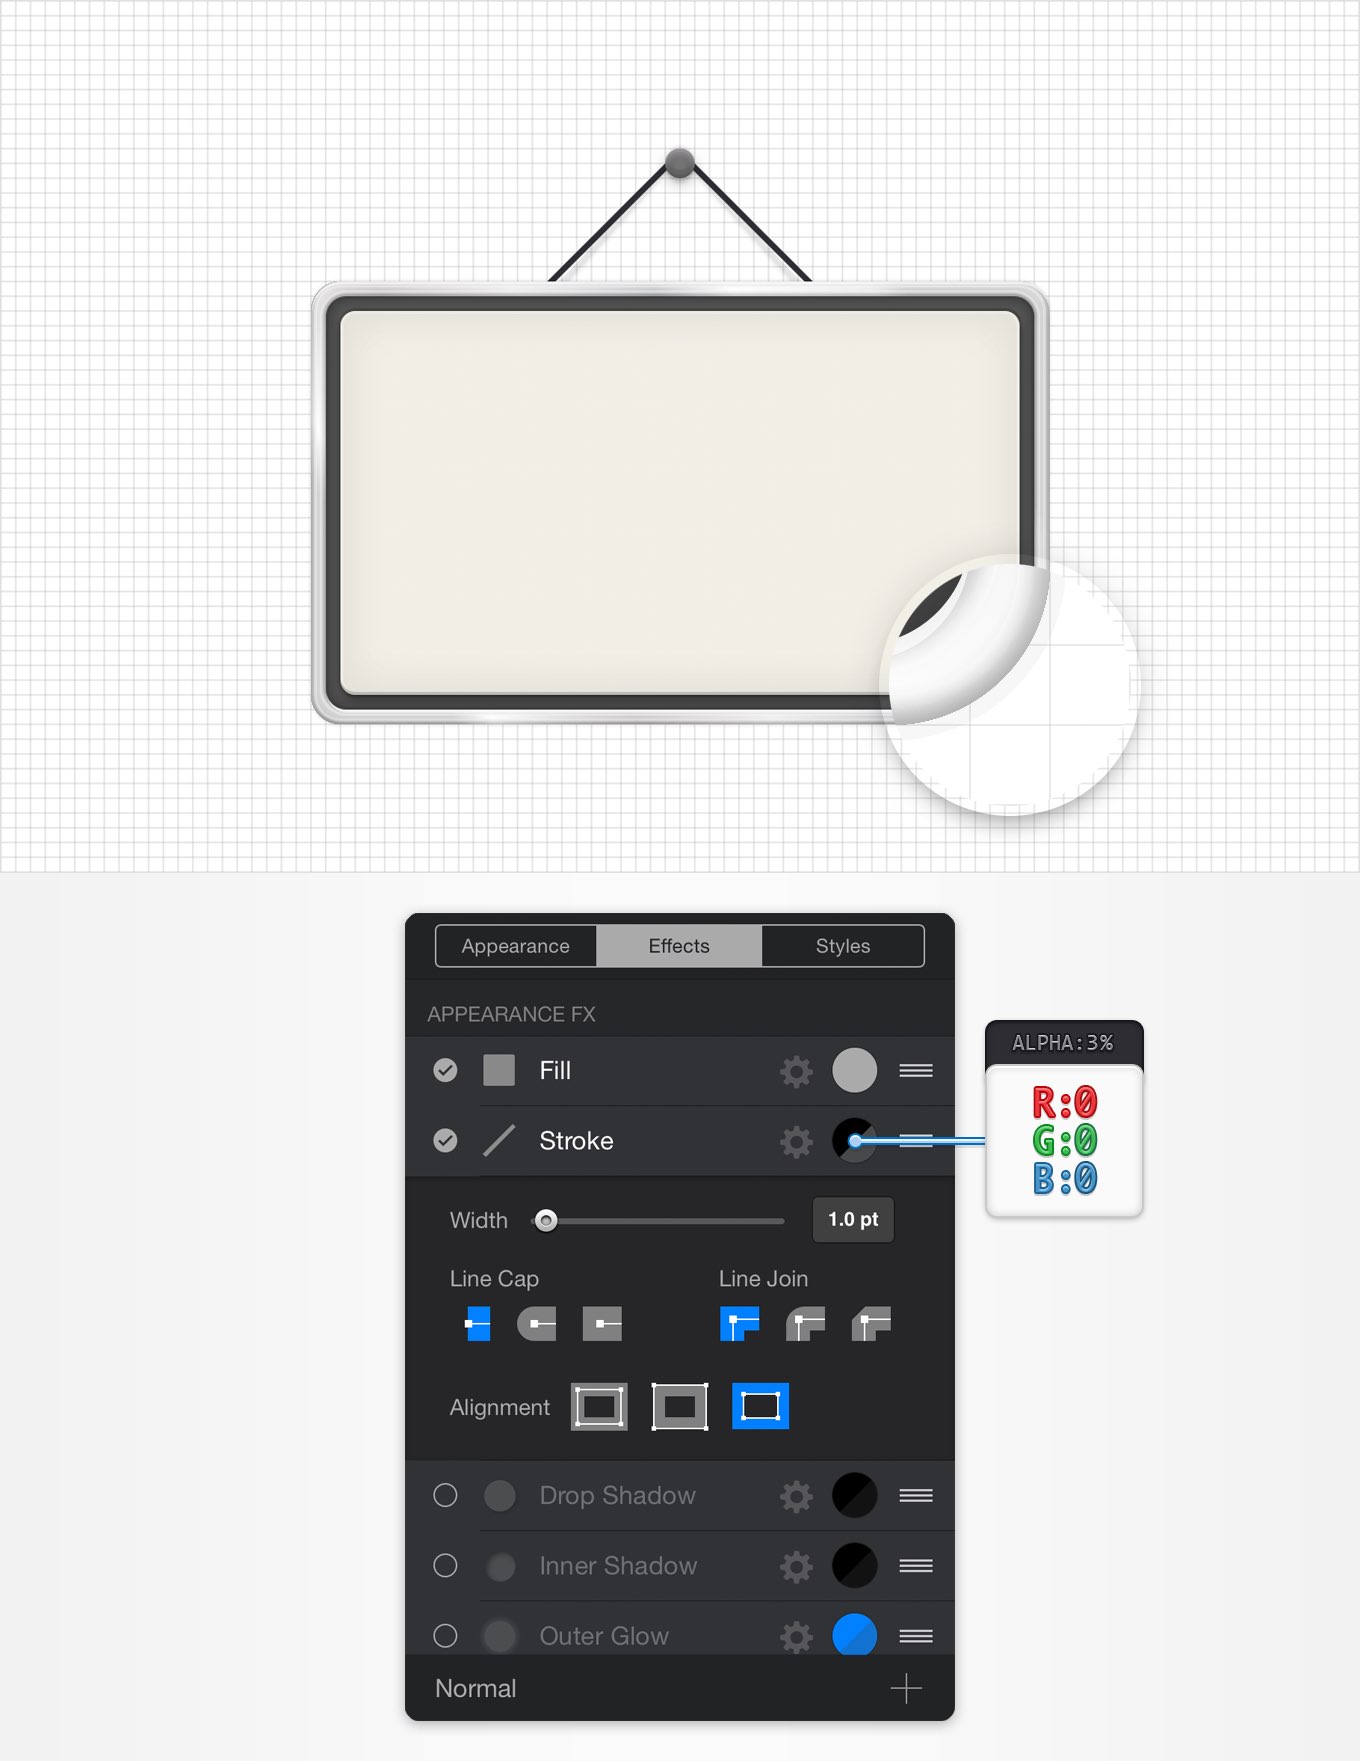 Appearance Effects Styles
APPEARANCE FX
Fill
Stroke
ALPHA:3%
R:0
G:0
B:0
Width 1.0 pt
Line Cap Line Join
Alignment
Drop Shadow
Inner Shadow
Outer Glow
Normal